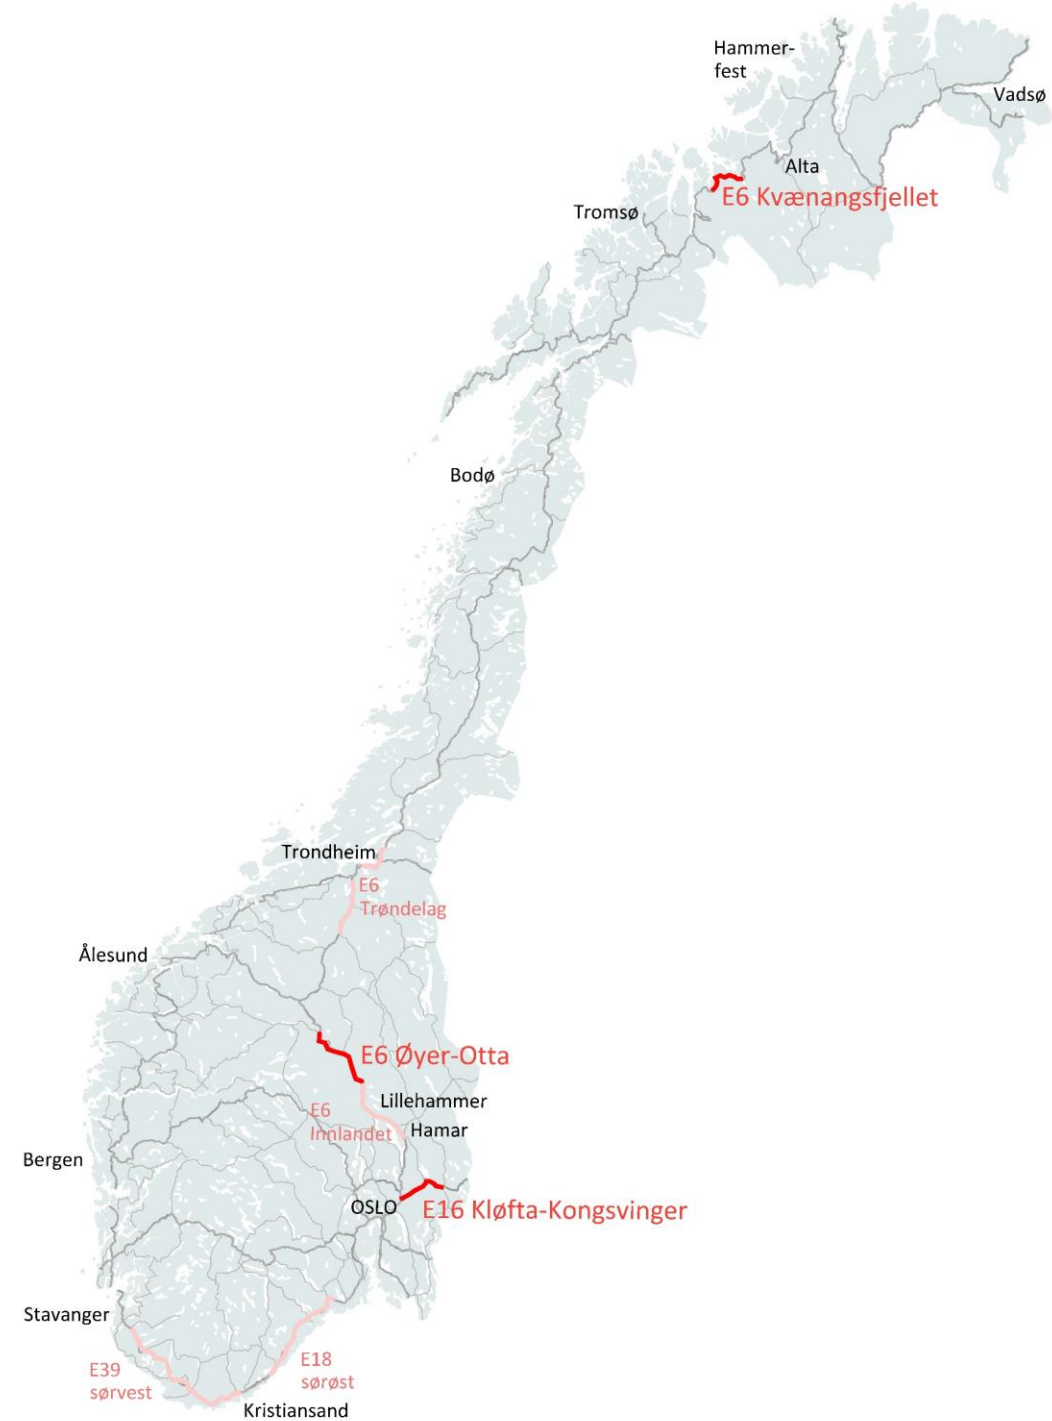 Hammer-
fest
Vadsø
Alta
E6 Kvænangsfjellet
Tromsø
Bodø
Trondheim
E6
Trøndelag
Ålesund
E6 Øyer-Otta
Lillehammer
E6
Innlandet
Hamar
Bergen
OSLO
E16 Kløfta-Kongsvinger
Stavanger
E39
sørvest
E18
sørøst
Kristiansand